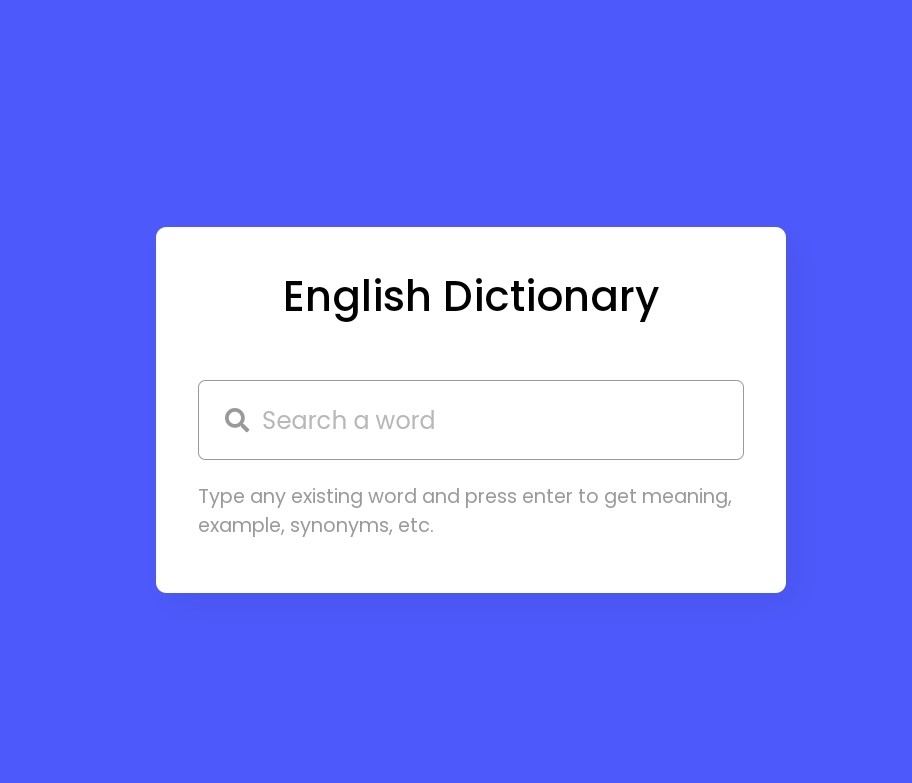 English Dictionary
Search a word
Type any existing word and press enter to get meaning,
example, synonyms, etc.